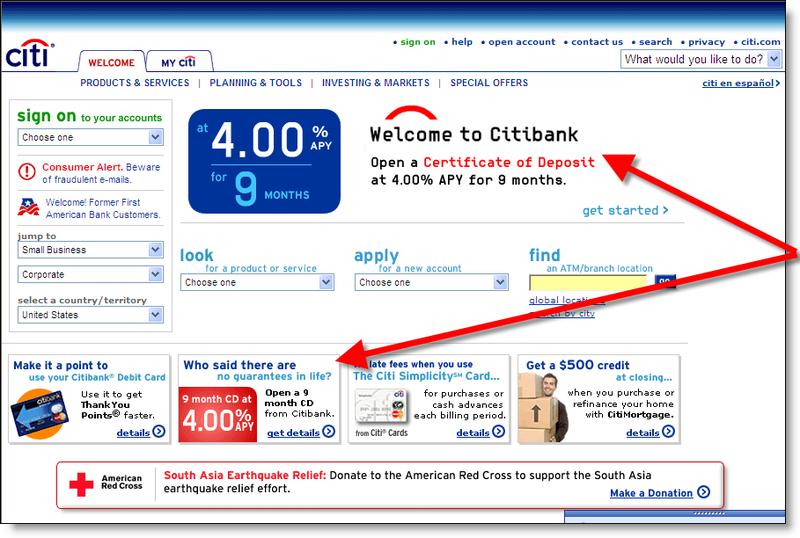 citi
WELCOME
MY citi
sign on
help
open account
contact us
search
privacy
citi.com
What would you like to do?
PRODUCTS & SERVICES | PLANNING & TOOLS | INVESTING & MARKETS | SPECIAL OFFERS
citi en español
sign on to your accounts
Choose one
Consumer Alert. Beware
of fraudulent e-mails.
Welcome! Former First
American Bank Customers.
jump to
Small Business
Corporate
select a country/territory
United States
at 4.00% APY
for 9 MONTHS
Welcome to Citibank
Open a Certificate of Deposit
at 4.00% APY for 9 months.
get started >
look
for a product or service
Choose one
apply
for a new account
Choose one
find
an ATM/branch location
global
by city
Make it a point to
use your Citibank® Debit Card
Use it to get
Thank You
Points® faster.
details
Who said there are
no guarantees in life?
9 month CD at
4.00% APY
Open a 9
month CD
from Citibank.
get details
late fees when you use
The Citi Simplicity℠ Card...
for purchases or
cash advances
each billing period.
from Citi® Cards
details
Get a $500 credit
at closing...
when you purchase or
refinance your home
with CitiMortgage.
details
American
Red Cross
South Asia Earthquake Relief: Donate to the American Red Cross to support the South Asia
earthquake relief effort.
Make a Donation